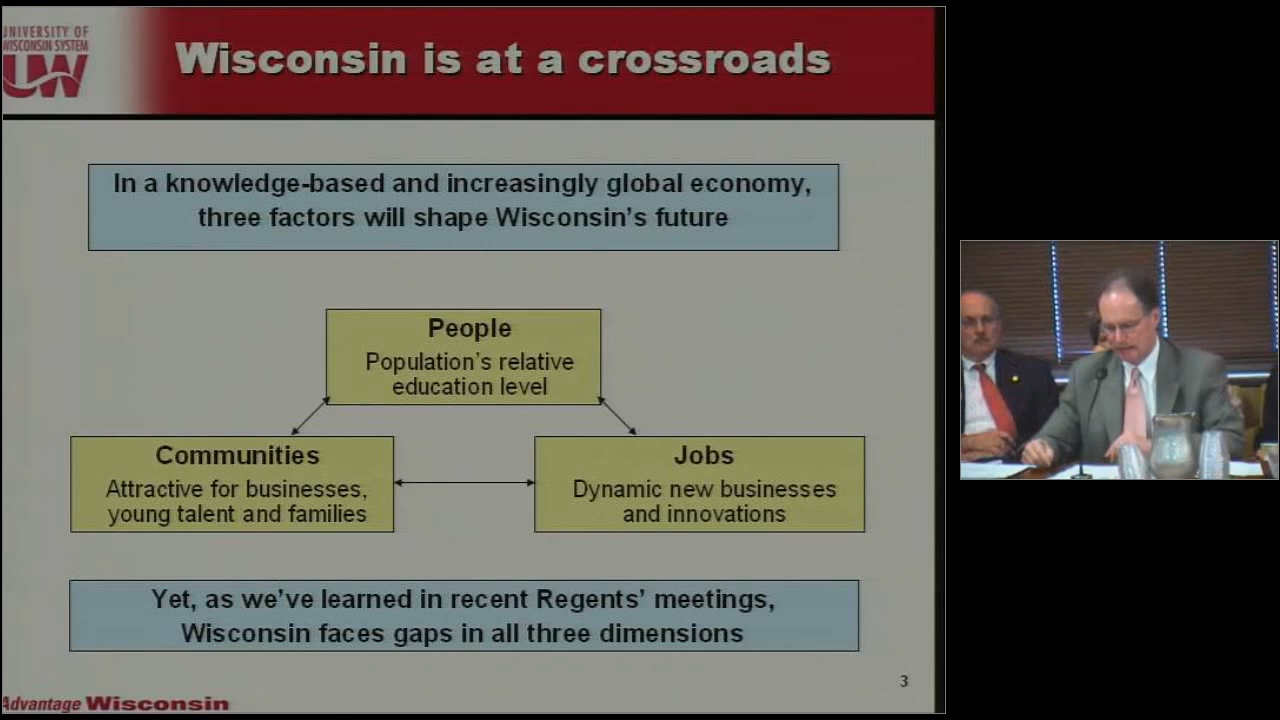 UNIVERSITY OF
WISCONSIN SYSTEM
UW
Wisconsin is at a crossroads
In a knowledge-based and increasingly global economy,
three factors will shape Wisconsin's future
People
Population's relative
education level
Communities
Attractive for businesses,
young talent and families
Jobs
Dynamic new businesses
and innovations
Yet, as we've learned in recent Regents' meetings,
Wisconsin faces gaps in all three dimensions
3
Advantage Wisconsin